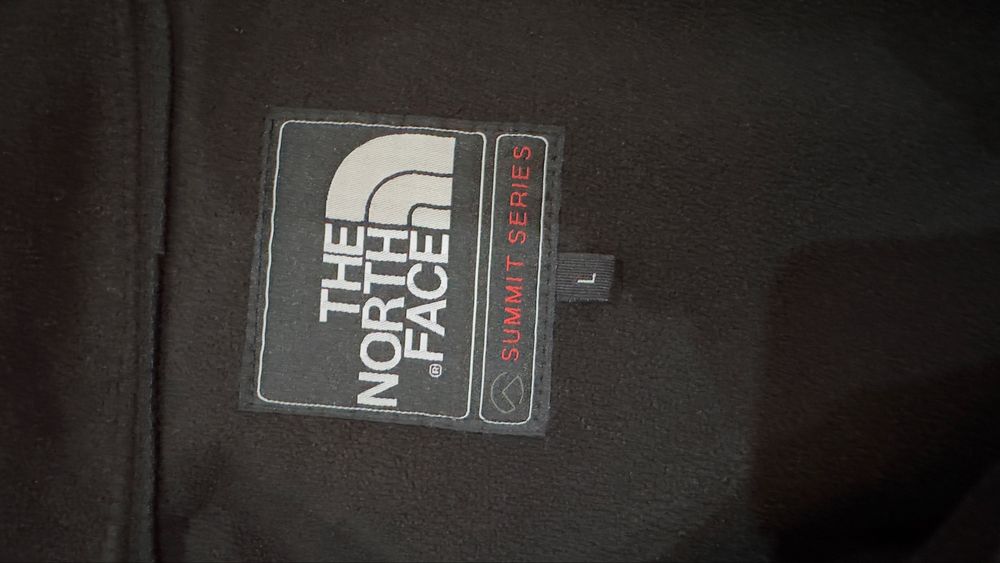 THE
NORTH
FACE®
SUMMIT SERIES
L